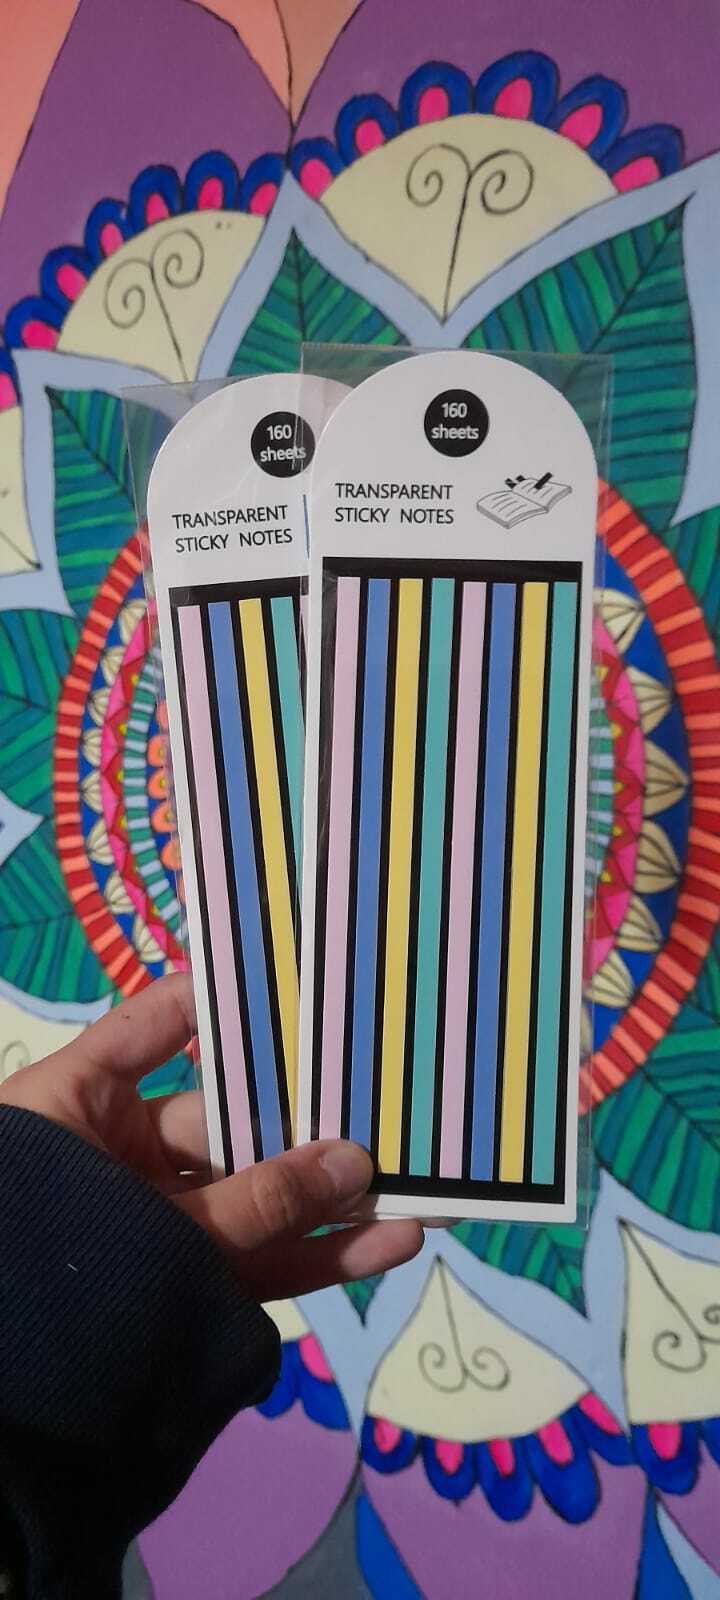 160
sheets
TRANSPARENT
STICKY NOTES
160
sheets
TRANSPARENT
STICKY NOTES